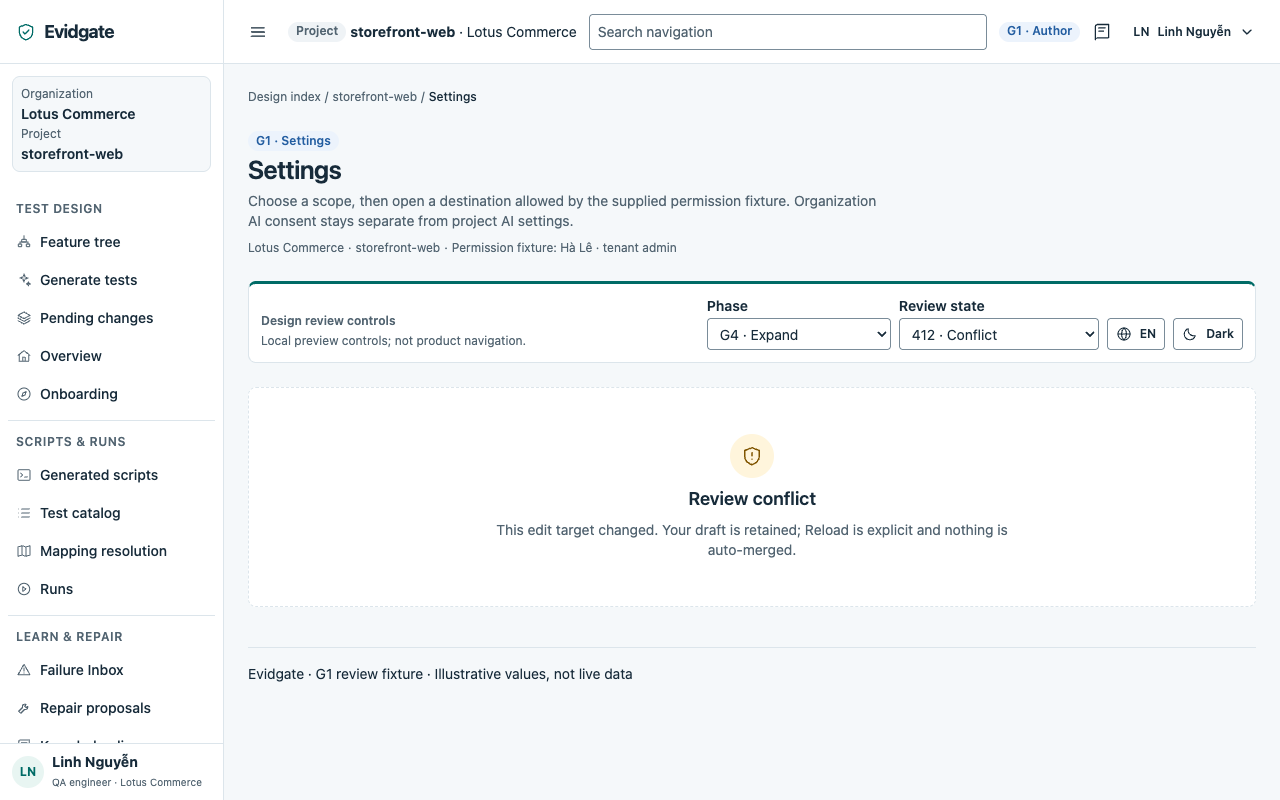 Evidgate
Project storefront-web · Lotus Commerce
Search navigation
G1 · Author
LN Linh Nguyễn
Organization
Lotus Commerce
Project
storefront-web
TEST DESIGN
Feature tree
Generate tests
Pending changes
Overview
Onboarding
SCRIPTS & RUNS
Generated scripts
Test catalog
Mapping resolution
Runs
LEARN & REPAIR
Failure Inbox
Repair proposals
LN
Linh Nguyễn
QA engineer · Lotus Commerce
Design index / storefront-web / Settings
G1 · Settings
Settings
Choose a scope, then open a destination allowed by the supplied permission fixture. Organization
AI consent stays separate from project AI settings.
Lotus Commerce · storefront-web · Permission fixture: Hà Lê · tenant admin
Design review controls
Local preview controls; not product navigation.
Phase
G4 · Expand
Review state
412 · Conflict
EN
Dark
Review conflict
This edit target changed. Your draft is retained; Reload is explicit and nothing is
auto-merged.
Evidgate · G1 review fixture · Illustrative values, not live data